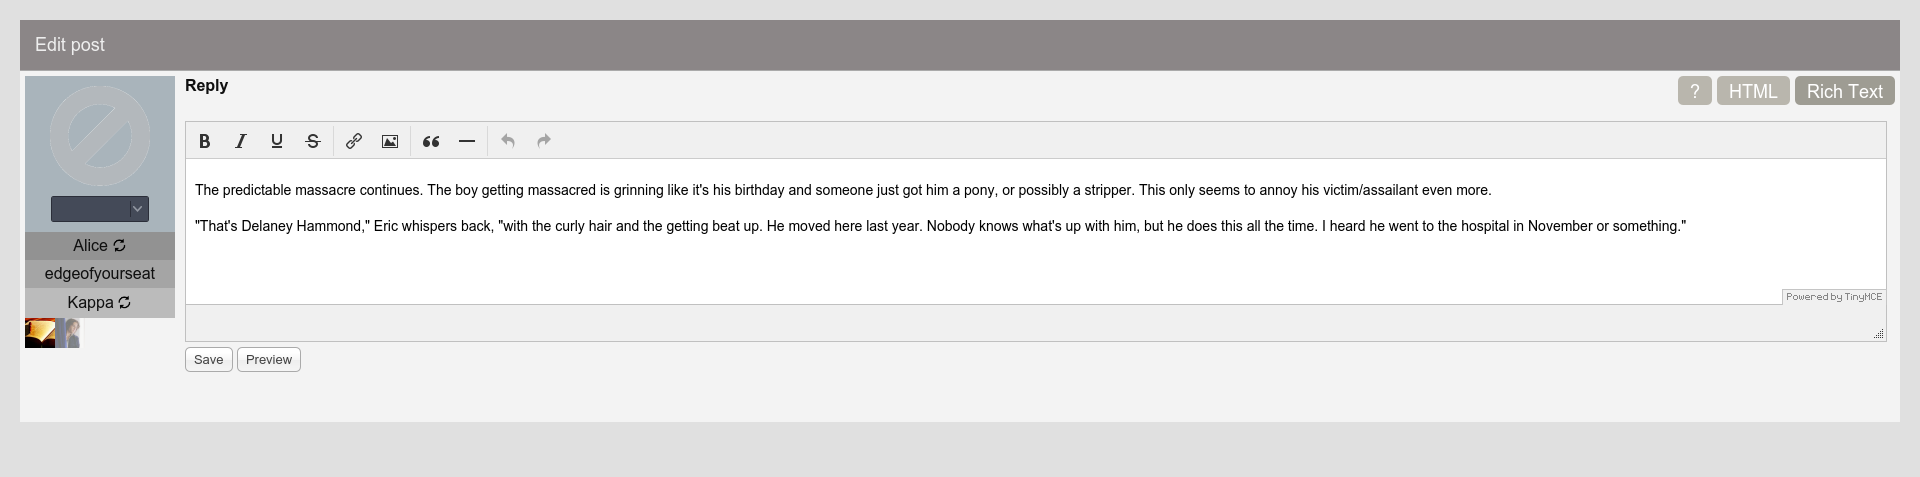 Edit post
Reply
? HTML Rich Text
Alice
edgeofyourseat
Kappa
The predictable massacre continues. The boy getting massacred is grinning like it's his birthday and someone just got him a pony, or possibly a stripper. This only seems to annoy his victim/assailant even more.
"That's Delaney Hammond," Eric whispers back, "with the curly hair and the getting beat up. He moved here last year. Nobody knows what's up with him, but he does this all the time. I heard he went to the hospital in November or something."
Powered by TinyMCE
Save Preview